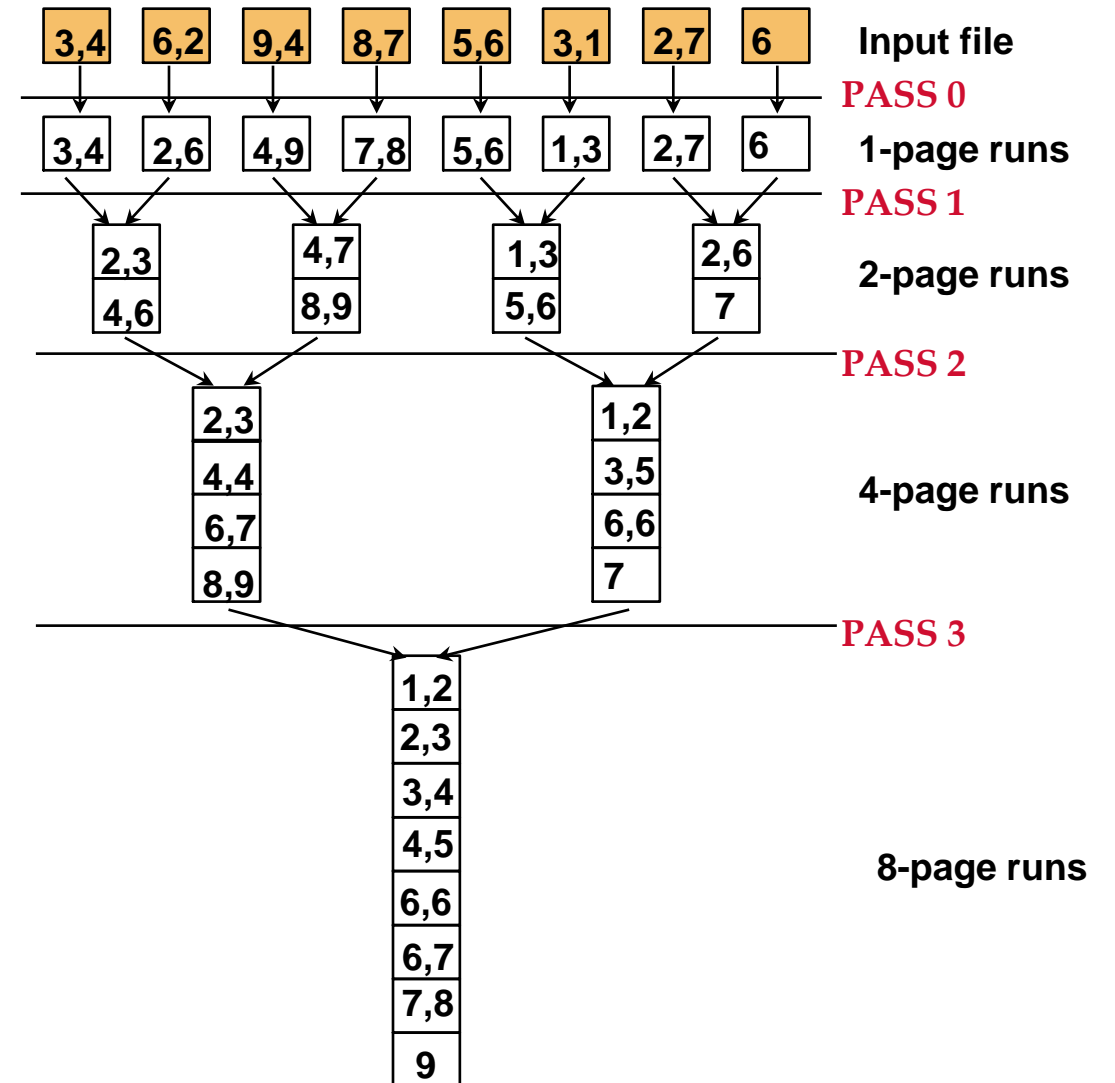 3,4 6,2 9,4 8,7 5,6 3,1 2,7 6 Input file
PASS 0
3,4 2,6 4,9 7,8 5,6 1,3 2,7 6 1-page runs
PASS 1
2,3 4,7 1,3 2,6
2-page runs
4,6 8,9 5,6 7
PASS 2
2,3 1,2
4,4 3,5
4-page runs
6,7 6,6
8,9 7
PASS 3
1,2
2,3
3,4
4,5
8-page runs
6,6
6,7
7,8
9